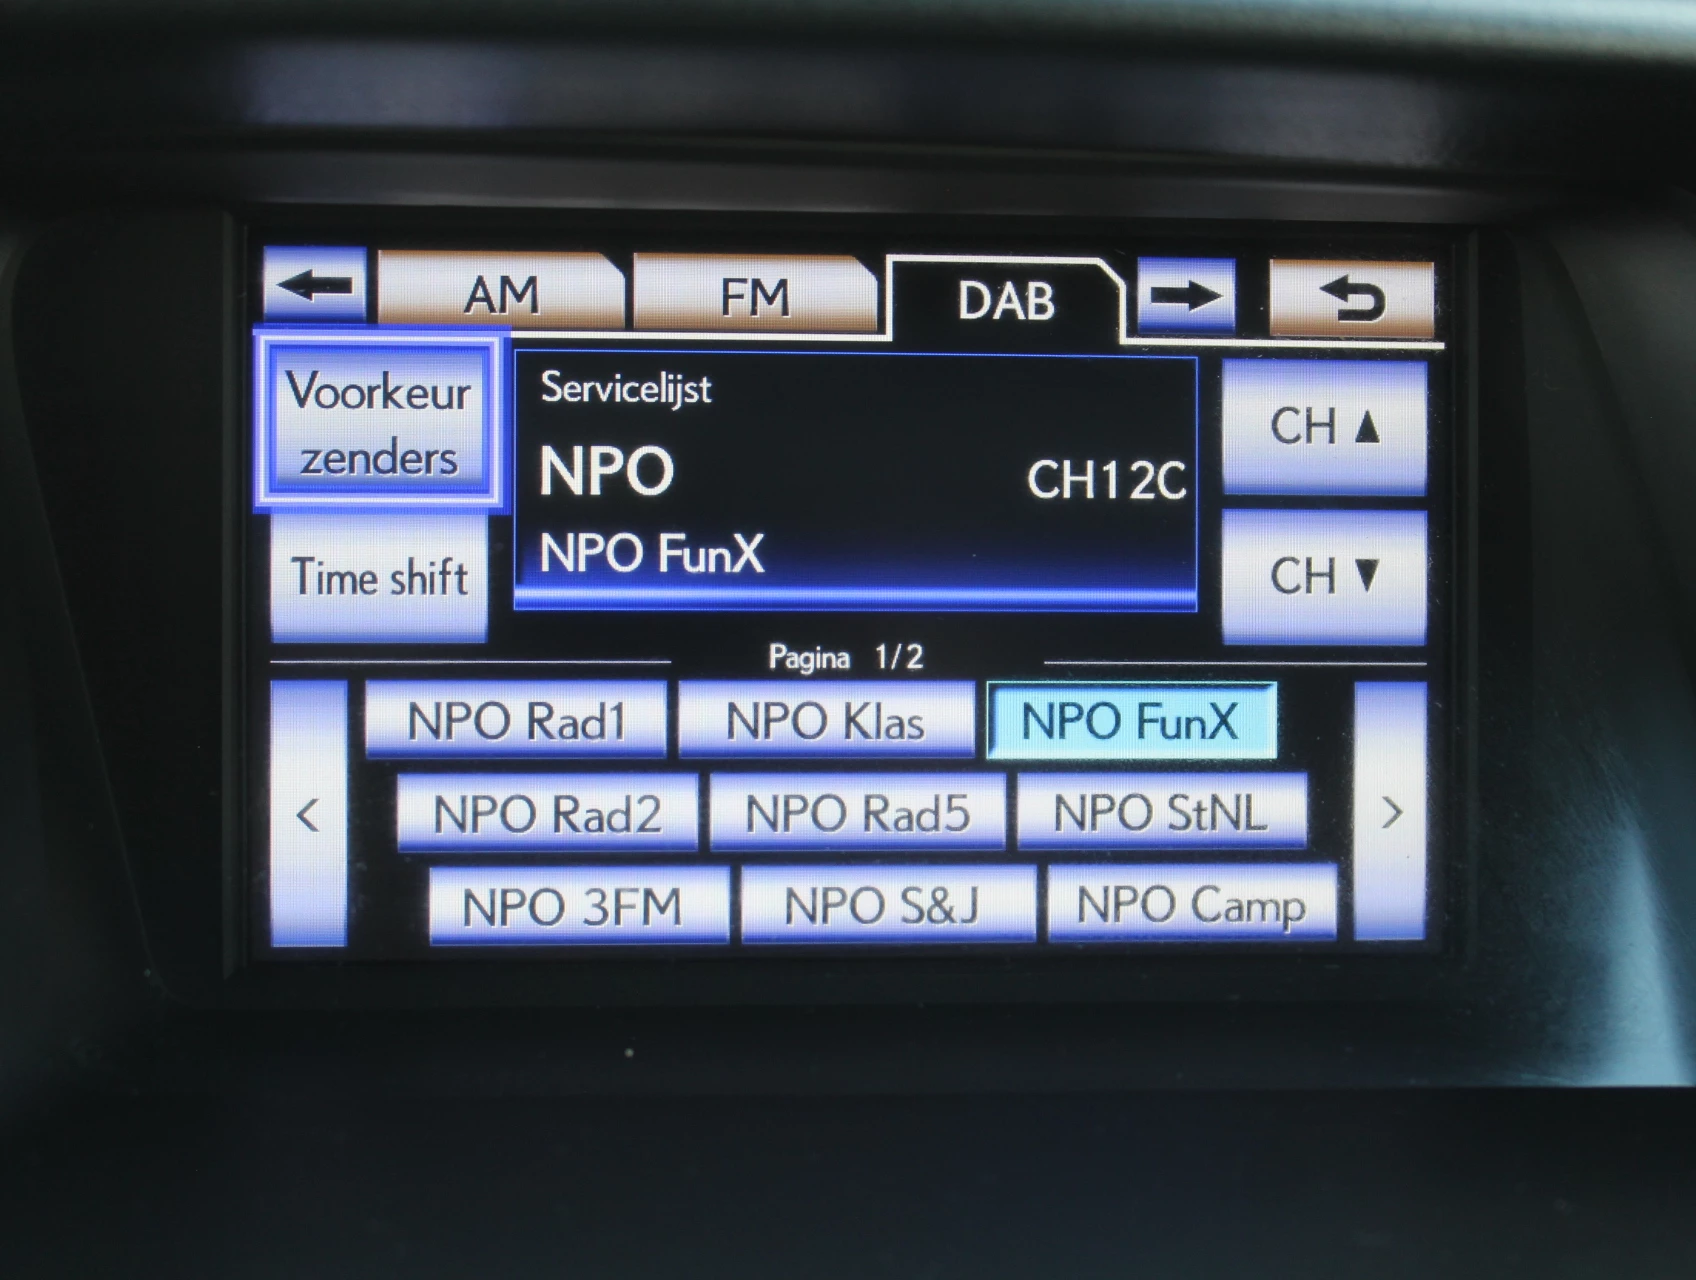 AM FM DAB
Voorkeur
zenders
Servicelijst
NPO CH12C
NPO FunX
CH ▲
Time shift
CH ▼
Pagina 1/2
NPO Rad1 NPO Klas NPO FunX
< NPO Rad2 NPO Rad5 NPO StNL >
NPO 3FM NPO S&J NPO Camp